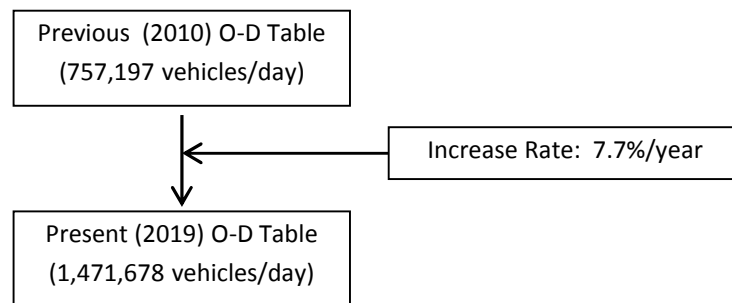 Previous  (2010) O-D Table
(757,197 vehicles/day)
Increase Rate:  7.7%/year
Present (2019) O-D Table
(1,471,678 vehicles/day)